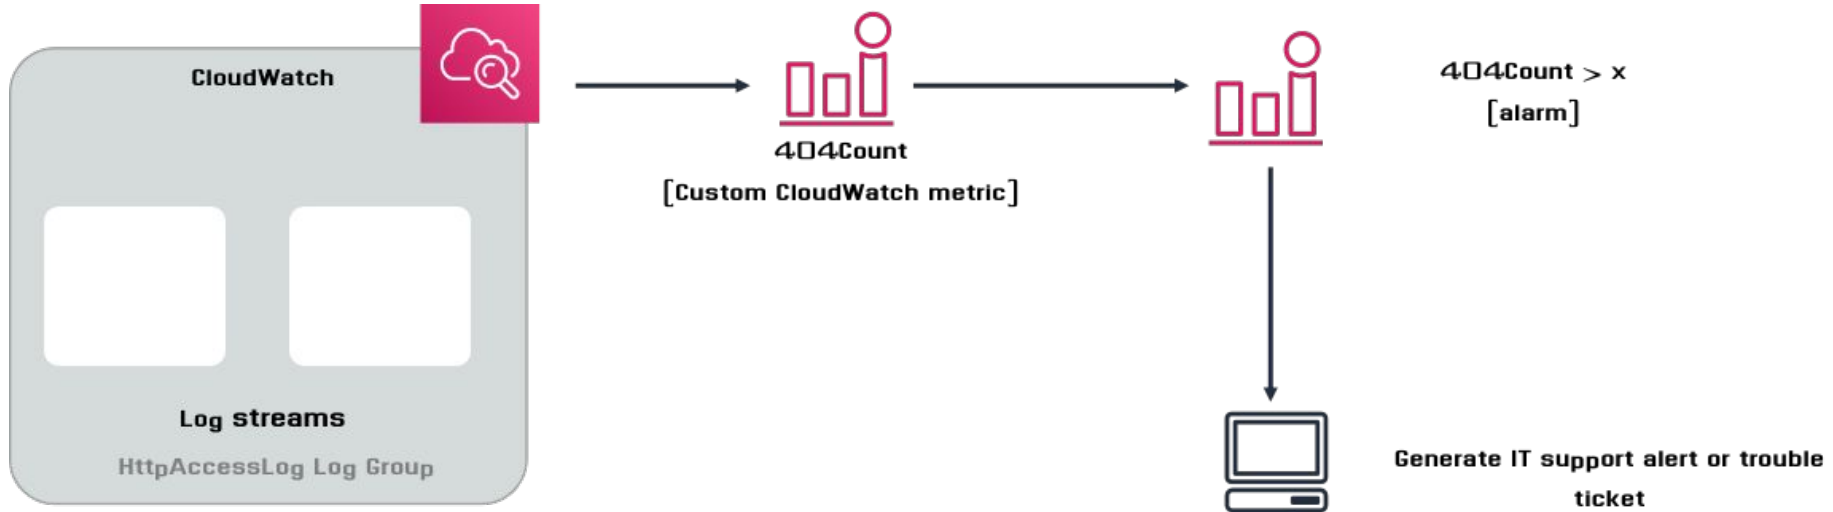 CloudWatch
Log streams
HttpAccessLog Log Group
404Count
[Custom CloudWatch metric]
404Count > x
[alarm]
Generate IT support alert or trouble
ticket